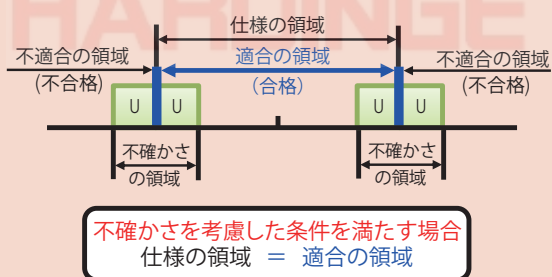 HARDINGE
仕様の領域
不適合の領域
(不合格)
適合の領域
（合格）
不適合の領域
(不合格)
U
U
U
U
不確かさ
の領域
不確かさ
の領域
不確かさを考慮した条件を満たす場合
仕様の領域 ＝ 適合の領域